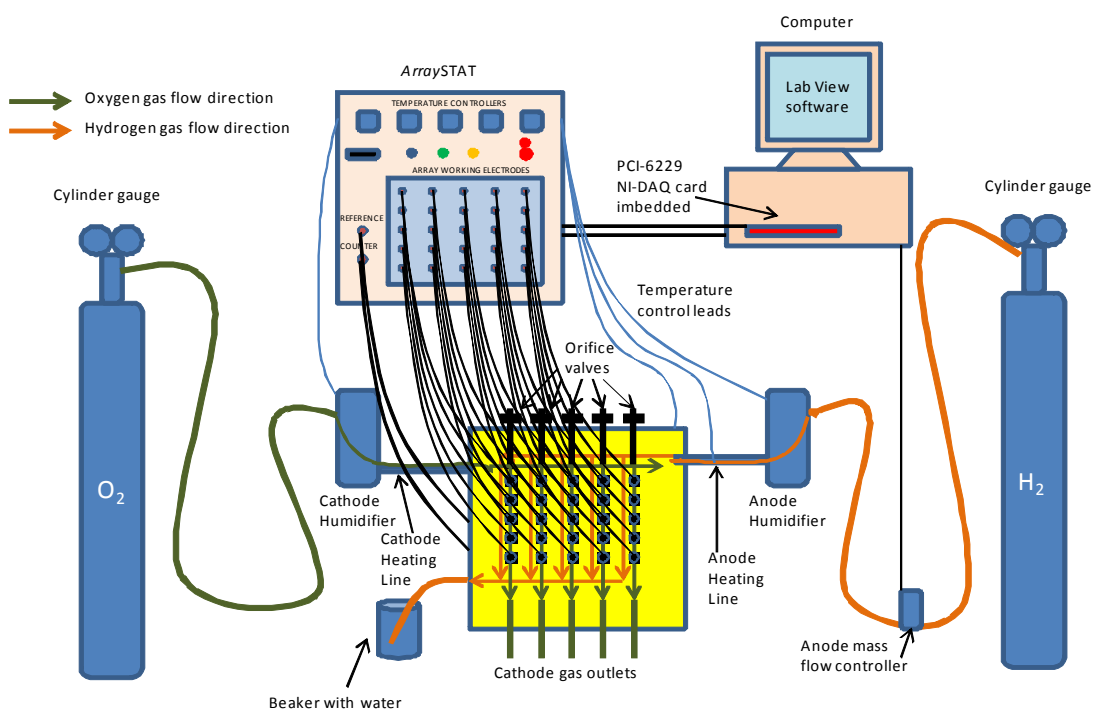 Computer
ArraySTAT
Oxygen gas flow direction
Hydrogen gas flow direction
TEMPERATURE CONTROLLERS
Lab View
software
ARRAY WORKING ELECTRODES
PCI-6229
NI-DAQ card
imbedded
Cylinder gauge
Cylinder gauge
REFERENCE
COUNTER
Temperature
control leads
Orifice
valves
O2
H2
Cathode
Humidifier
Anode
Humidifier
Cathode
Heating
Line
Anode
Heating
Line
Anode mass
flow controller
Cathode gas outlets
Beaker with water